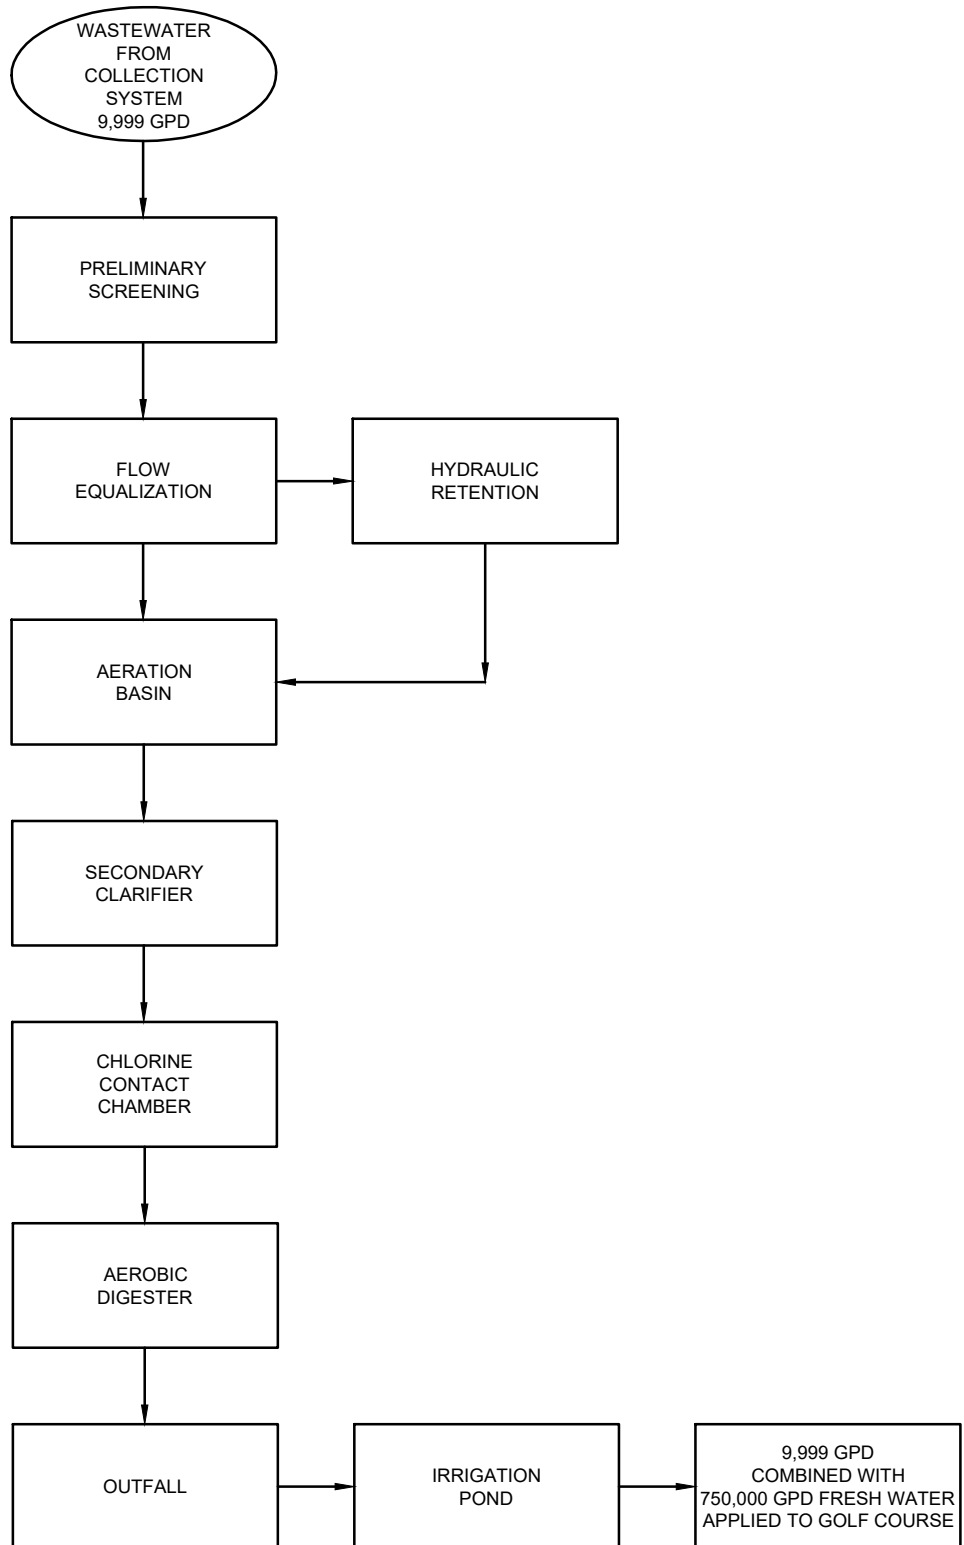 WASTEWATER
FROM
COLLECTION
SYSTEM
9,999 GPD
PRELIMINARY
SCREENING
FLOW
EQUALIZATION
HYDRAULIC
RETENTION
AERATION
BASIN
SECONDARY
CLARIFIER
CHLORINE
CONTACT
CHAMBER
AEROBIC
DIGESTER
OUTFALL
IRRIGATION
POND
9,999 GPD
COMBINED WITH
750,000 GPD FRESH WATER
APPLIED TO GOLF COURSE